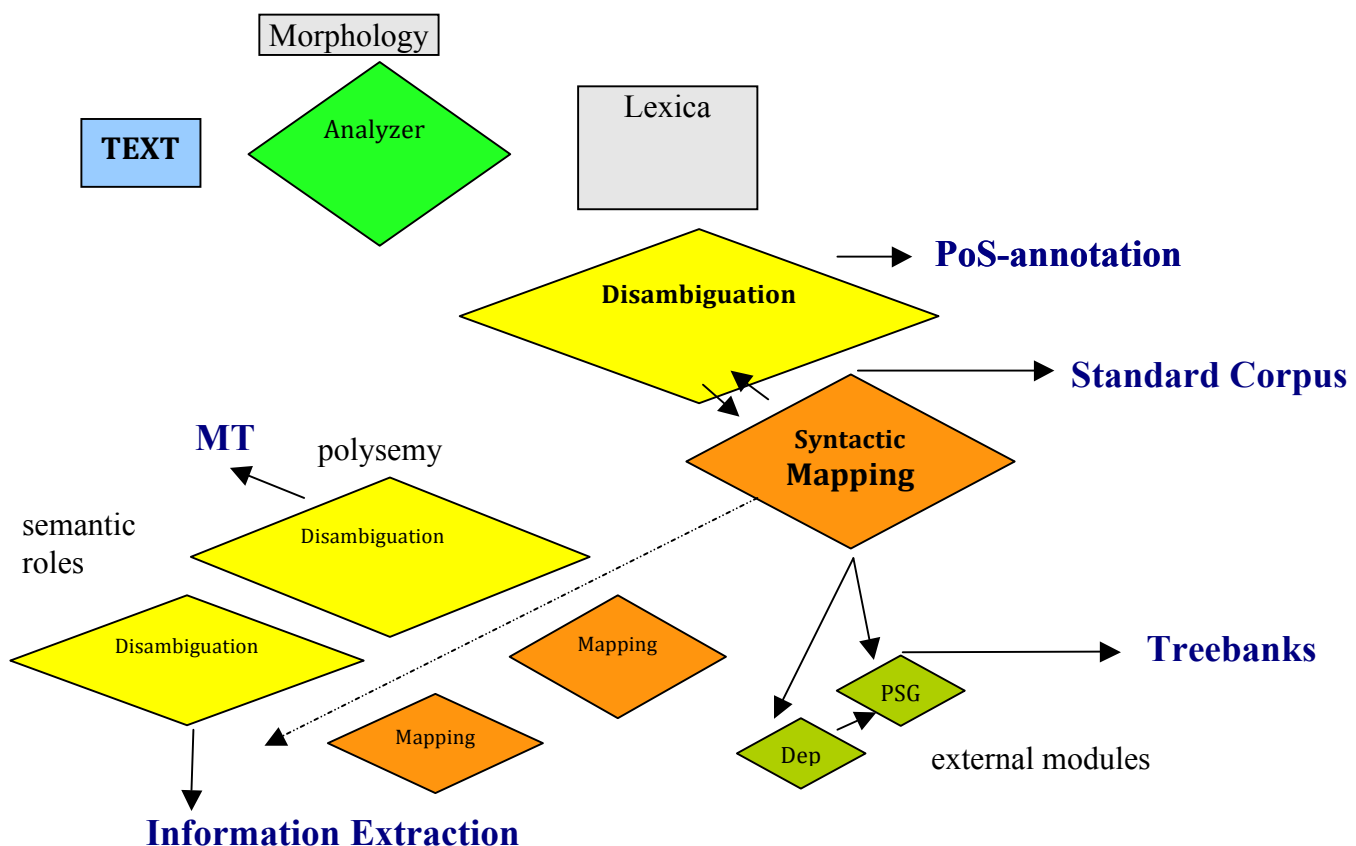 Morphology
TEXT
Analyzer
Lexica
PoS-annotation
Disambiguation
Standard Corpus
Syntactic
Mapping
MT
polysemy
semantic
roles
Disambiguation
Disambiguation
Mapping
Treebanks
PSG
Mapping
Dep
external modules
Information Extraction